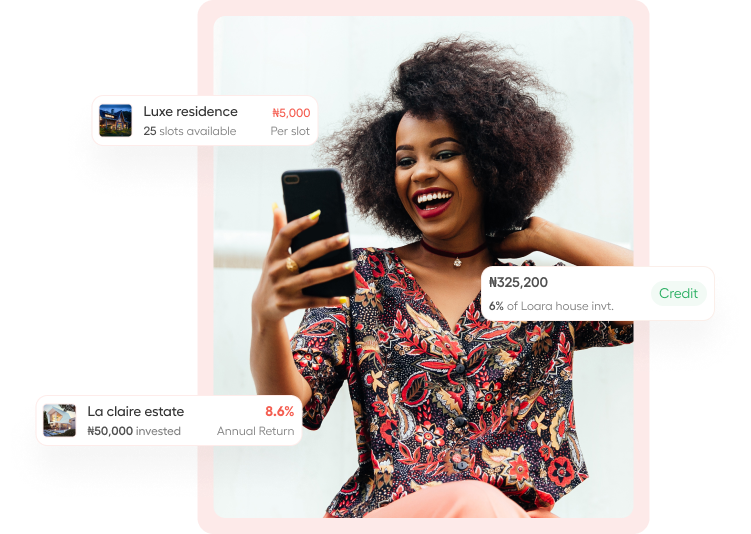 Luxe residence
₦5,000
25 slots available
Per slot
₦325,200
6% of Loara house invt.
Credit
La claire estate
8.6%
₦50,000 invested
Annual Return